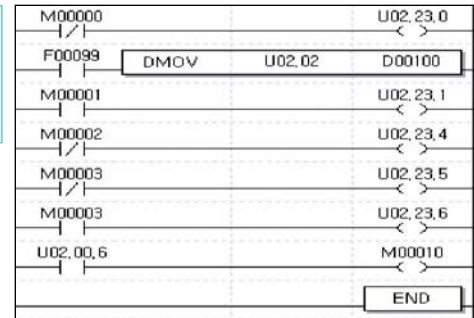 M00000 U02,23,0
F00099 DMOV U02,02 D00100
M00001 U02,23,1
M00002 U02,23,4
M00003 U02,23,5
M00003 U02,23,6
U02,00,6 M00010
END